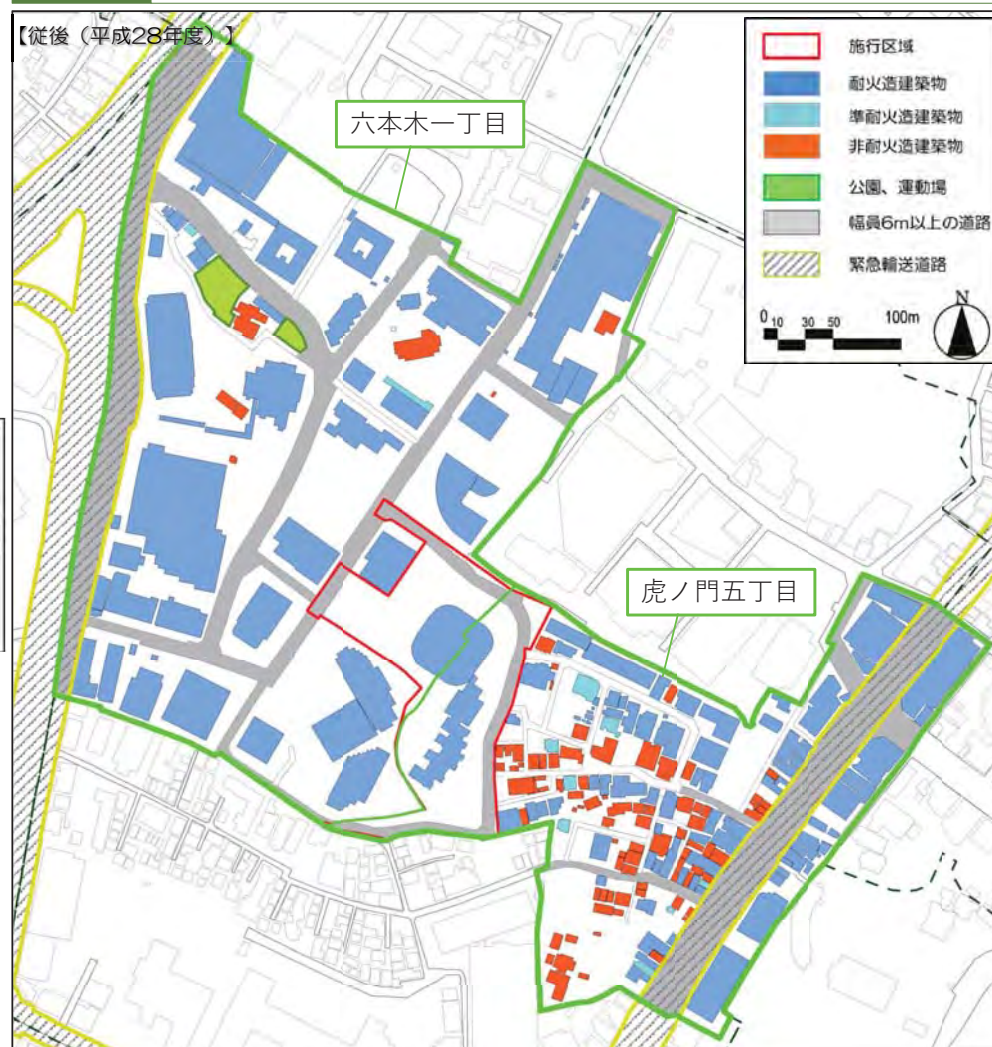 【従後（平成28年度）】
六本木一丁目
虎ノ門五丁目
施行区域
耐火造建築物
準耐火造建築物
非耐火造建築物
公園、運動場
幅員6m以上の道路
緊急輸送道路
0 10 30 50 100m
N